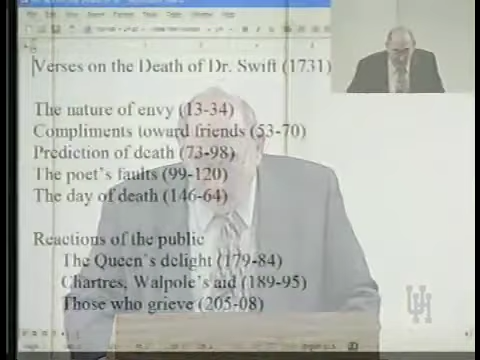 Verses on the Death of Dr. Swift (1731)
The nature of envy (13-34)
Compliments toward friends (53-70)
Prediction of death (73-98)
The poet's faults (99-120)
The day of death (146-64)
Reactions of the public
The Queen's delight (179-84)
Chartres, Walpole's aid (189-95)
Those who grieve (205-08)
UH